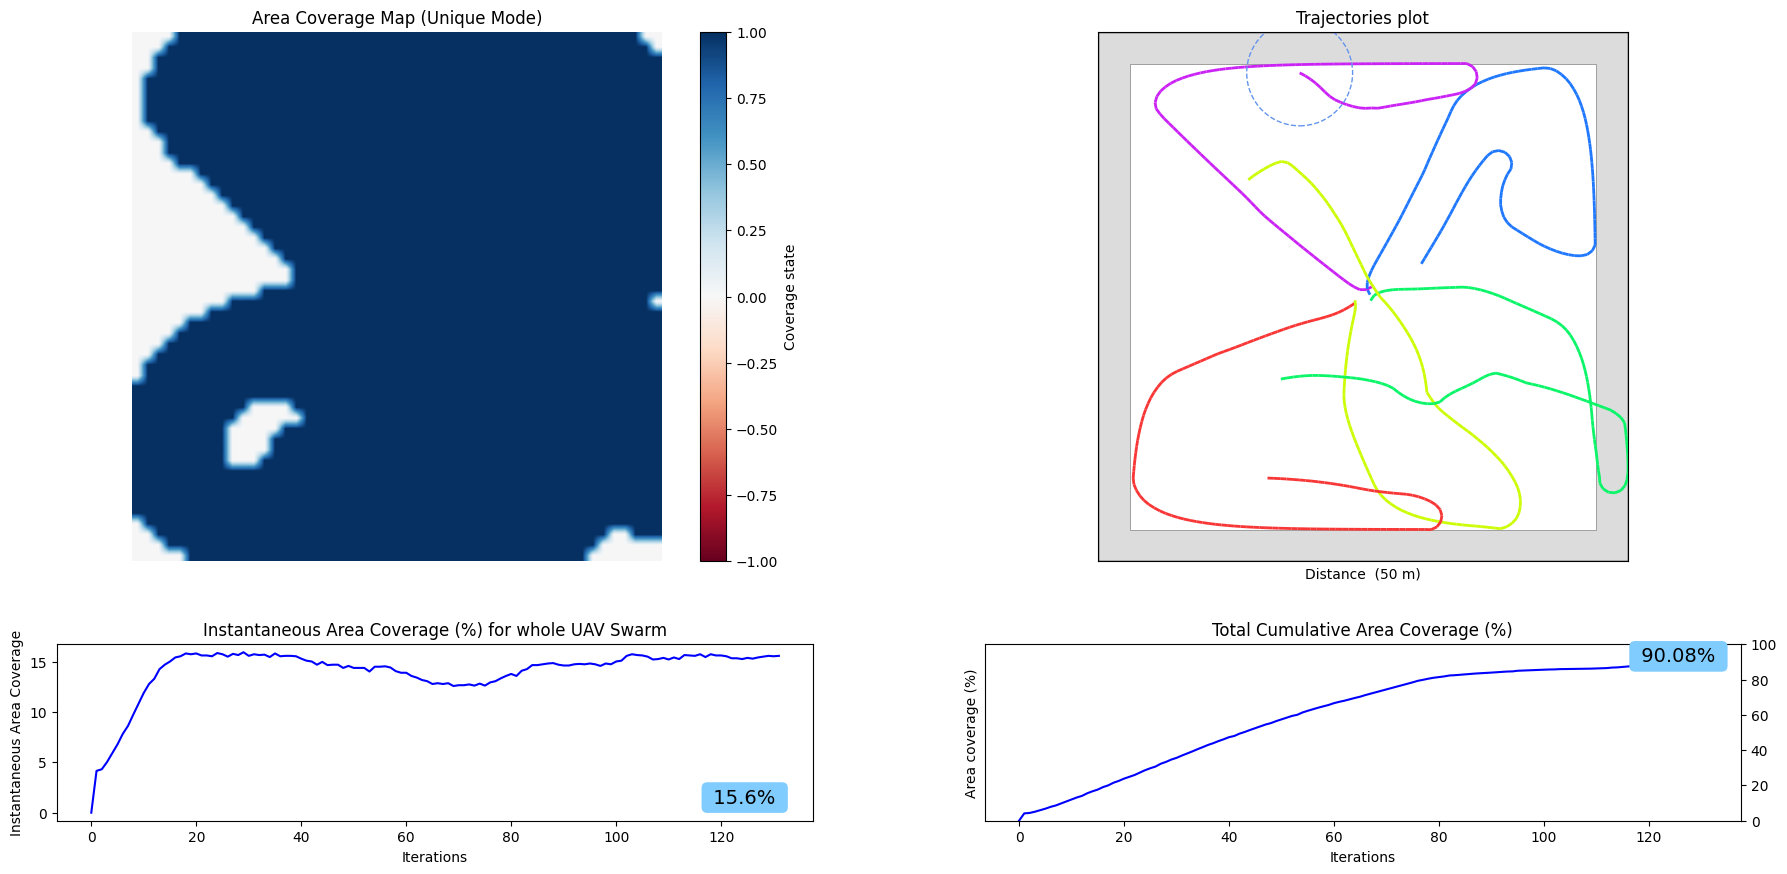 Area Coverage Map (Unique Mode)
1.00
0.75
0.50
0.25
0.00
−0.25
−0.50
−0.75
−1.00
Coverage state
Trajectories plot
Distance  (50 m)
Instantaneous Area Coverage (%) for whole UAV Swarm
Instantaneous Area Coverage
15
10
5
0
15.6%
0 20 40 60 80 100 120
Iterations
Total Cumulative Area Coverage (%)
Area coverage (%)
90.08%
100
80
60
40
20
0
0 20 40 60 80 100 120
Iterations